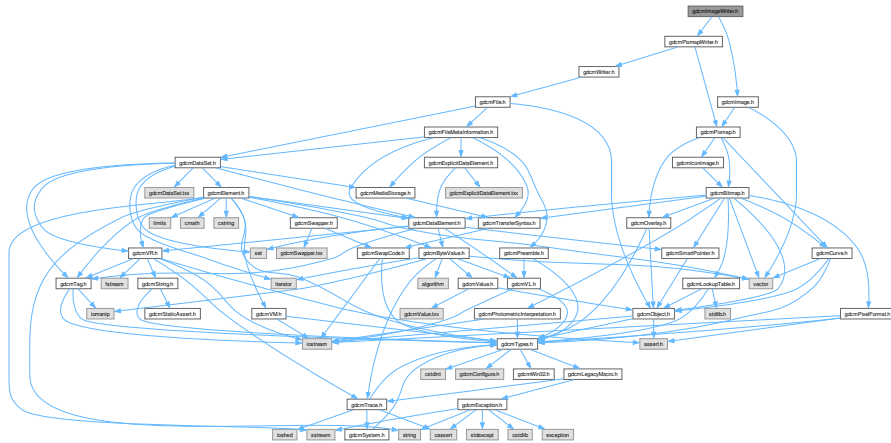 gdcmImageWriter.h
gdcmPixmapWriter.h
gdcmWriter.h
gdcmFile.h
gdcmImage.h
gdcmFileMetaInformation.h
gdcmPixmap.h
gdcmDataSet.h
gdcmExplicitDataElement.h
gdcmIconImage.h
gdcmDataSet.txx
gdcmElement.h
gdcmMediaStorage.h
gdcmExplicitDataElement.txx
gdcmBitmap.h
limits
cmath
cstring
gdcmSwapper.h
gdcmDataElement.h
gdcmTransferSyntax.h
gdcmOverlay.h
gdcmVR.h
set
gdcmSwapper.txx
gdcmSwapCode.h
gdcmByteValue.h
gdcmPreamble.h
gdcmSmartPointer.h
gdcmCurve.h
gdcmTag.h
fstream
gdcmString.h
iterator
algorithm
gdcmValue.h
gdcmVL.h
gdcmLookupTable.h
vector
iomanip
gdcmStaticAssert.h
gdcmVM.h
gdcmValue.txx
gdcmPhotometricInterpretation.h
gdcmObject.h
stdlib.h
gdcmPixelFormat.h
iostream
gdcmTypes.h
assert.h
cstdint
gdcmConfigure.h
gdcmWin32.h
gdcmLegacyMacro.h
gdcmTrace.h
gdcmException.h
iosfwd
gdcmSystem.h
sstream
string
cassert
stdexcept
cstdlib
exception